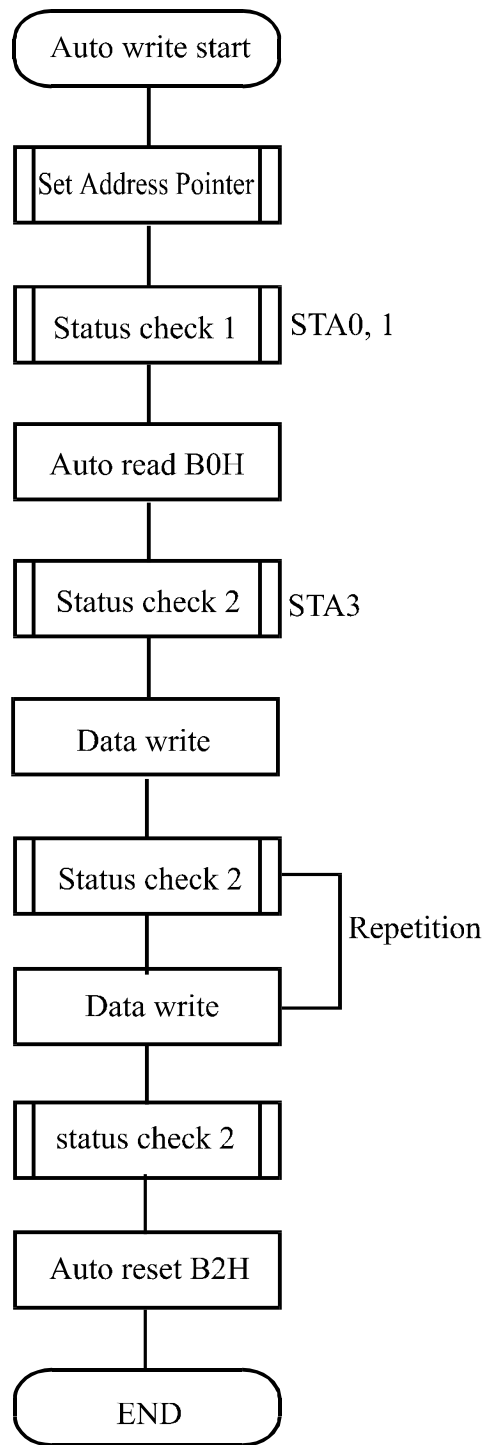 Auto write start
Set Address Pointer
Status check 1
STA0, 1
Auto read B0H
Status check 2
STA3
Data write
Status check 2
Repetition
Data write
status check 2
Auto reset B2H
END